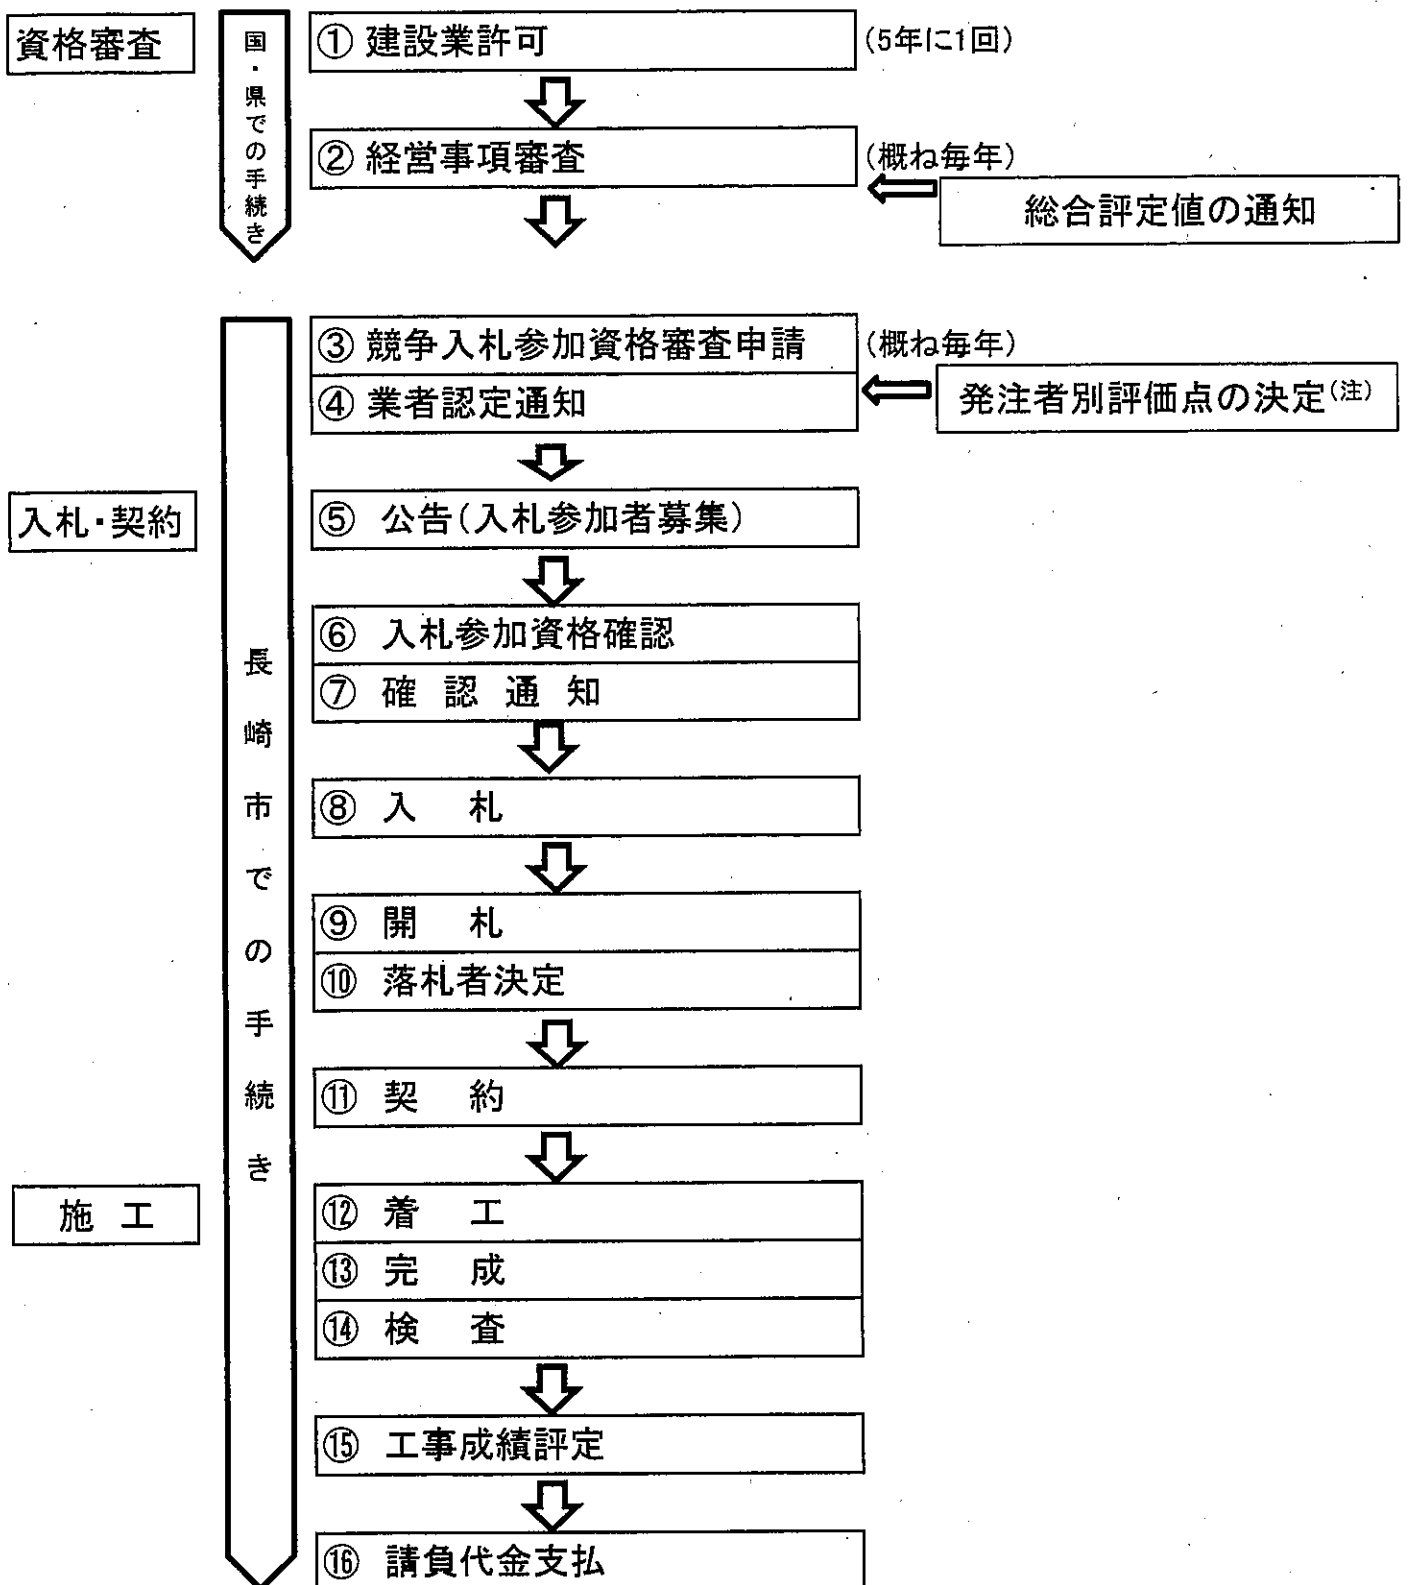 資格審査
国・県での手続き
① 建設業許可
(5年に1回)
② 経営事項審査
(概ね毎年)
総合評定値の通知
長崎市での手続き
③ 競争入札参加資格審査申請
(概ね毎年)
④ 業者認定通知
発注者別評価点の決定(注)
入札・契約
⑤ 公告(入札参加者募集)
⑥ 入札参加資格確認
⑦ 確認通知
⑧ 入札
⑨ 開札
⑩ 落札者決定
⑪ 契約
施工
⑫ 着工
⑬ 完成
⑭ 検査
⑮ 工事成績評定
⑯ 請負代金支払